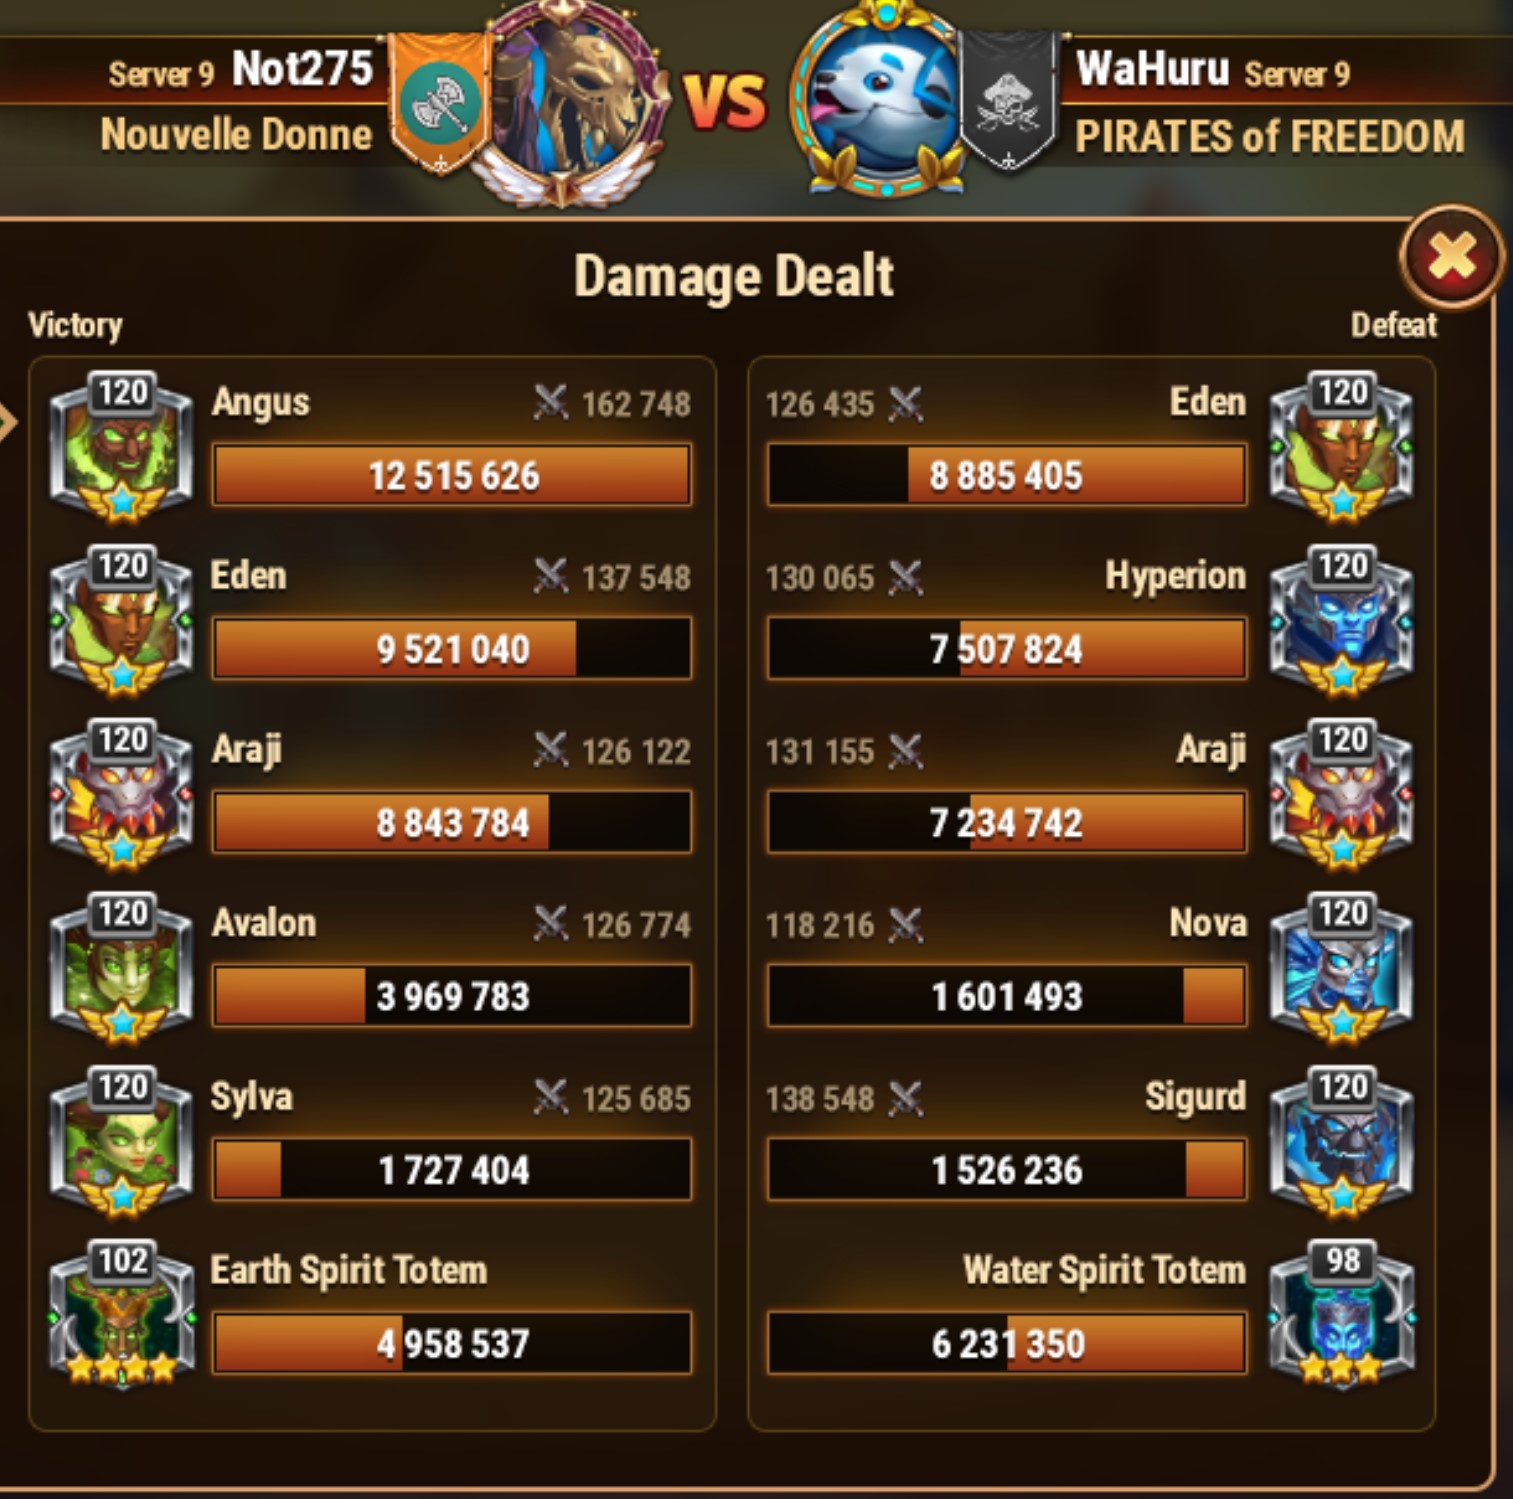 Server 9 Not275
Nouvelle Donne
VS
WaHuru Server 9
PIRATES of FREEDOM
Damage Dealt
Victory
Defeat
120 Angus 162 748
12 515 626
120 Eden 137 548
9 521 040
120 Araji 126 122
8 843 784
120 Avalon 126 774
3 969 783
120 Sylva 125 685
1 727 404
102 Earth Spirit Totem
4 958 537
126 435 Eden 120
8 885 405
130 065 Hyperion 120
7 507 824
131 155 Araji 120
7 234 742
118 216 Nova 120
1 601 493
138 548 Sigurd 120
1 526 236
Water Spirit Totem 98
6 231 350